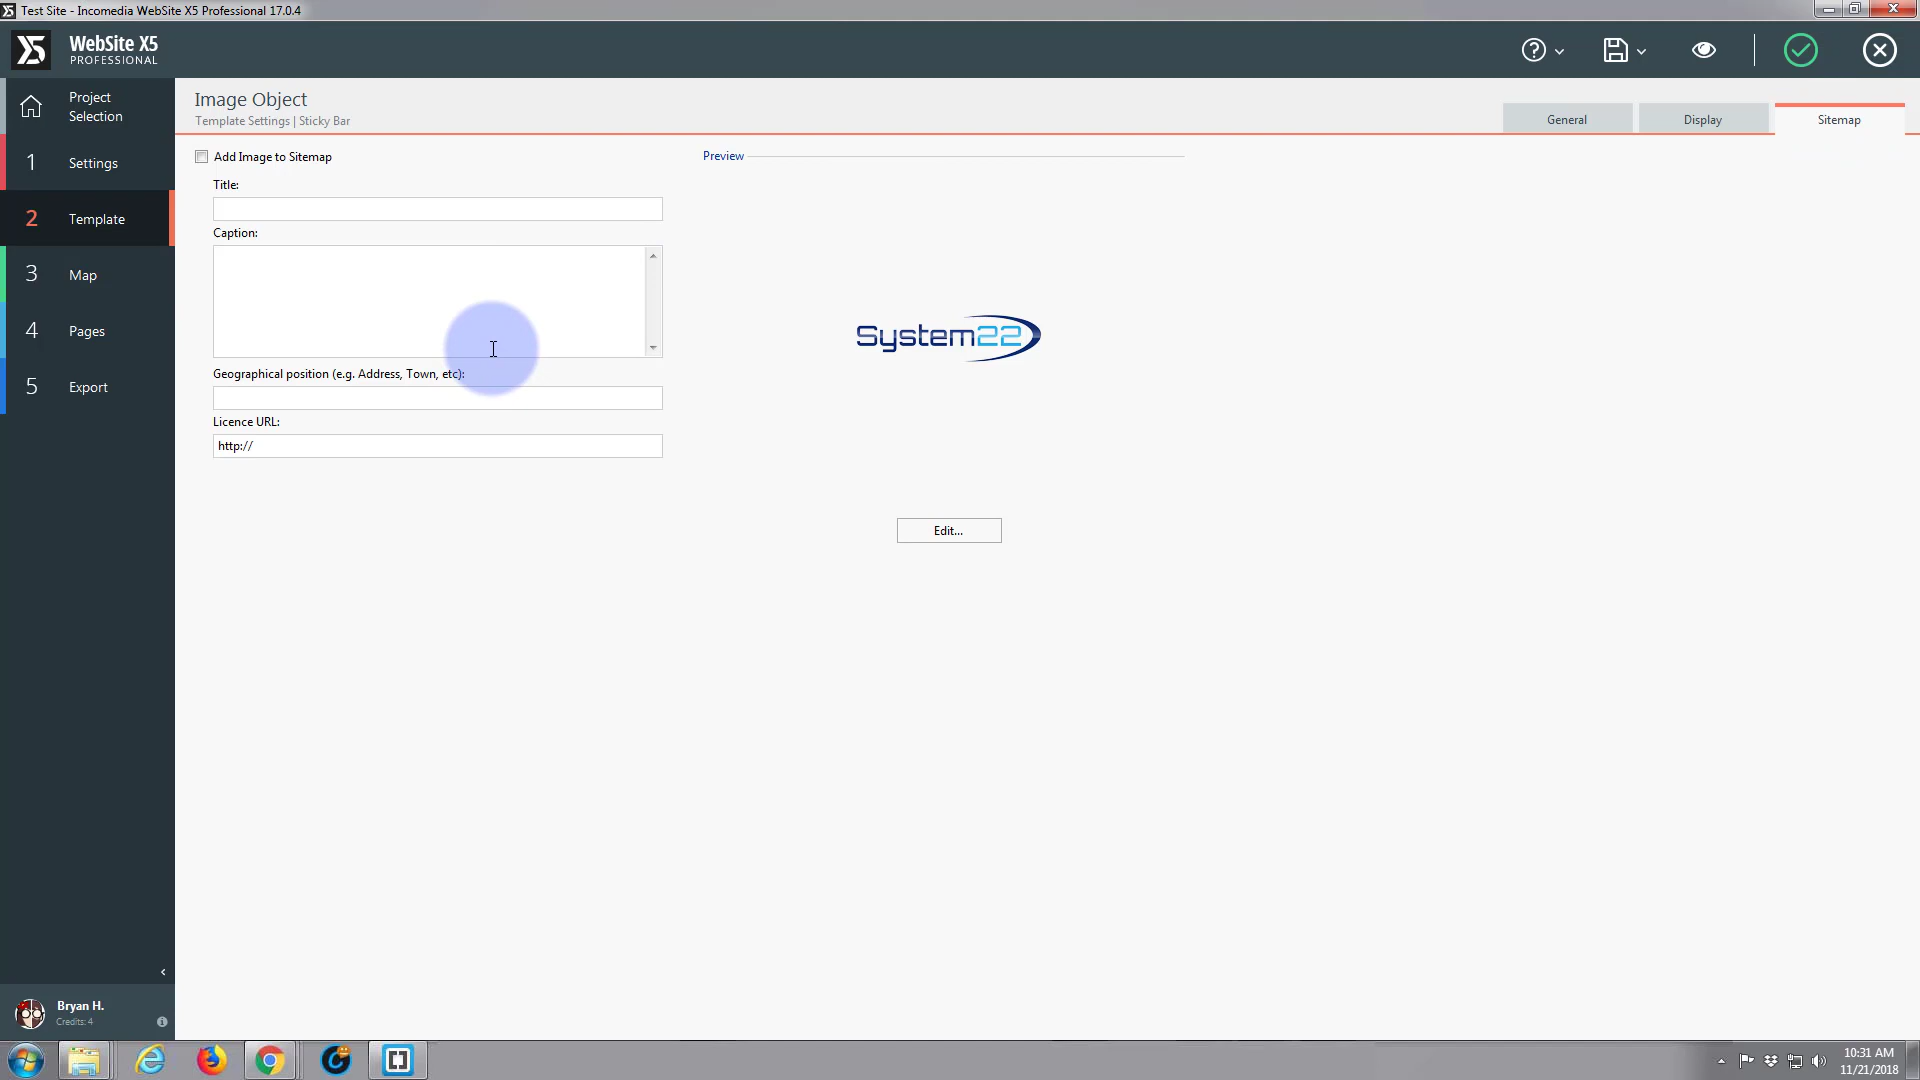 Test Site - Incomedia WebSite X5 Professional 17.0.4
WebSite X5
PROFESSIONAL
Project
Selection
1 Settings
2 Template
3 Map
4 Pages
5 Export
Image Object
Template Settings | Sticky Bar
General
Display
Sitemap
Add Image to Sitemap
Title:
Caption:
Geographical position (e.g. Address, Town, etc):
Licence URL:
http://
Preview
System22
Edit...
Bryan H.
Credits: 4
10:31 AM
11/21/2018